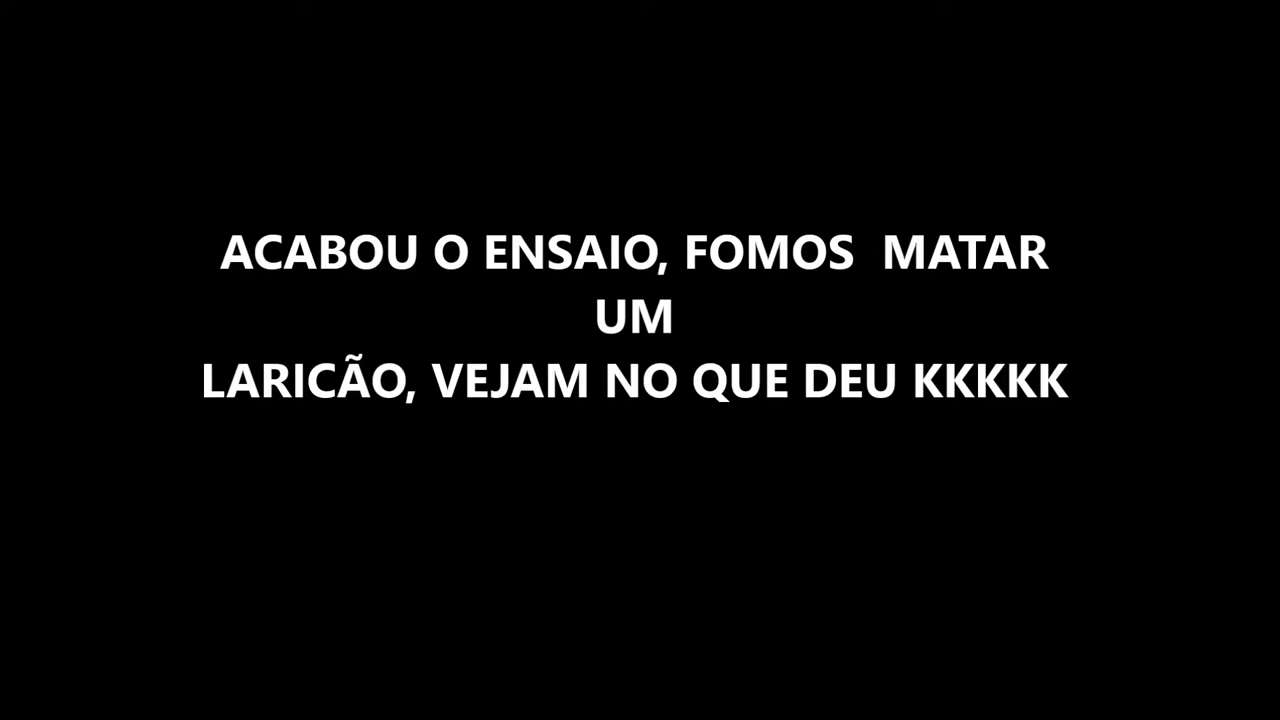 ACABOU O ENSAIO, FOMOS  MATAR
UM
LARICÃO, VEJAM NO QUE DEU KKKKK